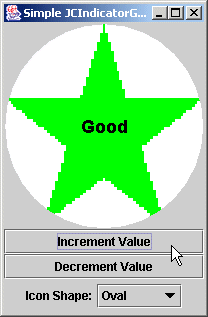 Simple JCIndicatorG...
Good
Increment Value
Decrement Value
Icon Shape: Oval